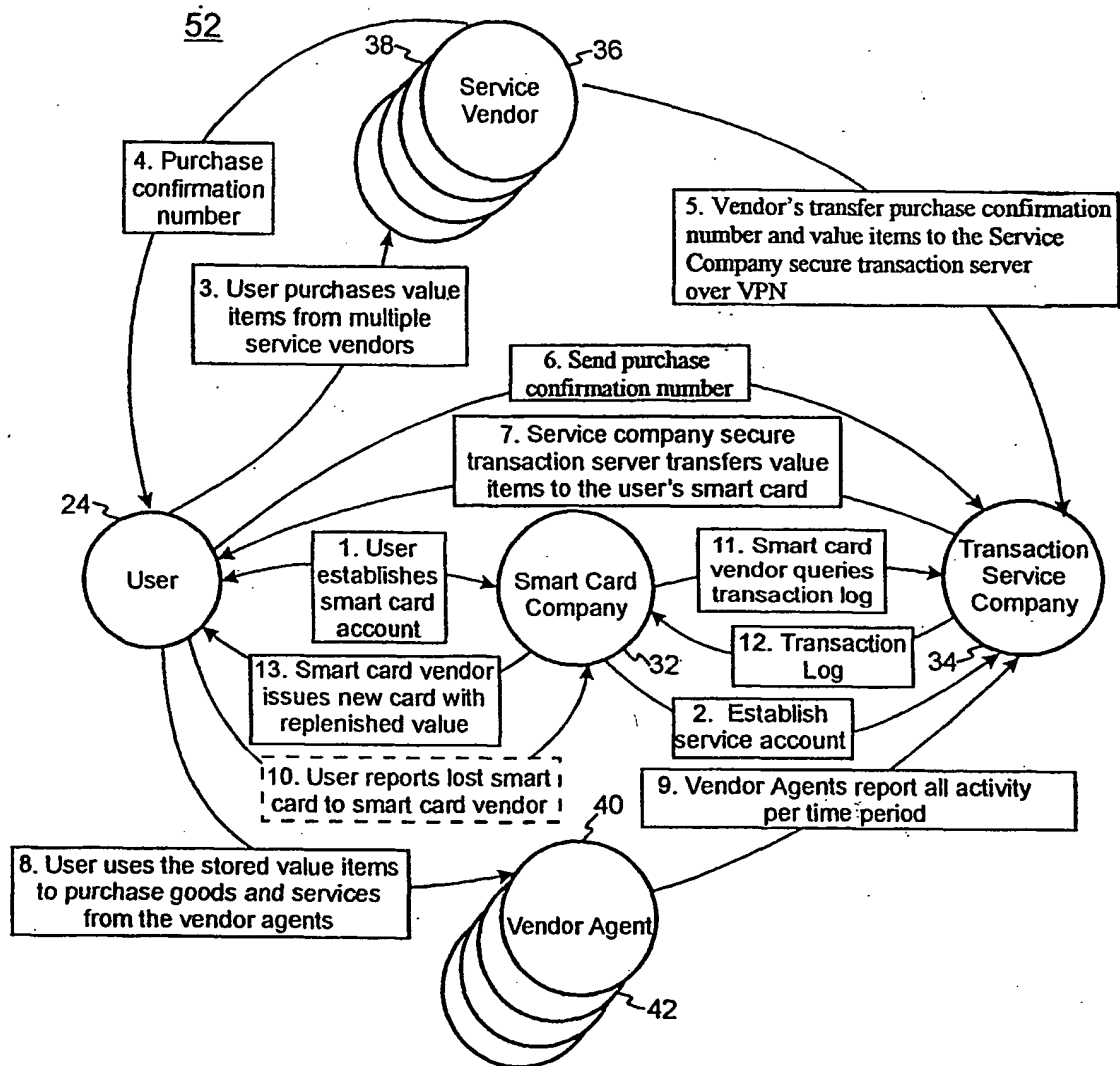 52
38
36
Service
Vendor
4. Purchase
confirmation
number
5. Vendor's transfer purchase confirmation
number and value items to the Service
Company secure transaction server
over VPN
3. User purchases value
items from multiple
service vendors
6. Send purchase
confirmation number
7. Service company secure
transaction server transfers value
items to the user's smart card
24
User
1. User
establishes
smart card
account
Smart Card
Company
11. Smart card
vendor queries
transaction log
Transaction
Service
Company
12. Transaction
Log
32
34
13. Smart card vendor
issues new card with
replenished value
2. Establish
service account
10. User reports lost smart
card to smart card vendor
9. Vendor Agents report all activity
per time period
40
8. User uses the stored value items
to purchase goods and services
from the vendor agents
Vendor Agent
42